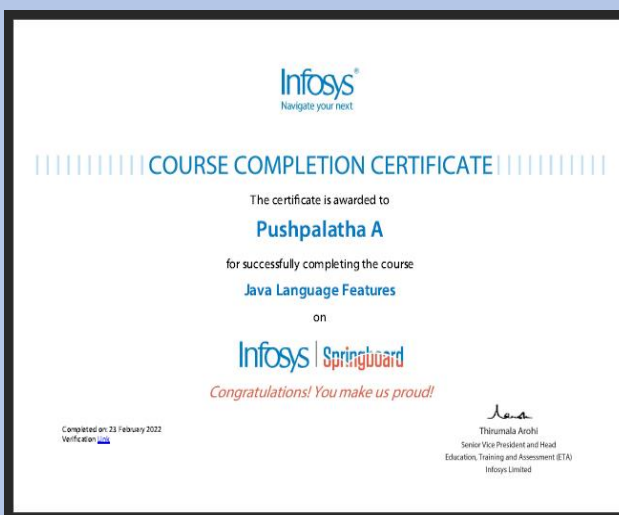 Infosys®
Navigate your next
COURSE COMPLETION CERTIFICATE
The certificate is awarded to
Pushpalatha A
for successfully completing the course
Java Language Features
on
Infosys | Springboard
Congratulations! You make us proud!
Completed on: 23 February 2022
Verification Link
Thirumala Arohi
Senior Vice President and Head
Education, Training and Assessment (ETA)
Infosys Limited